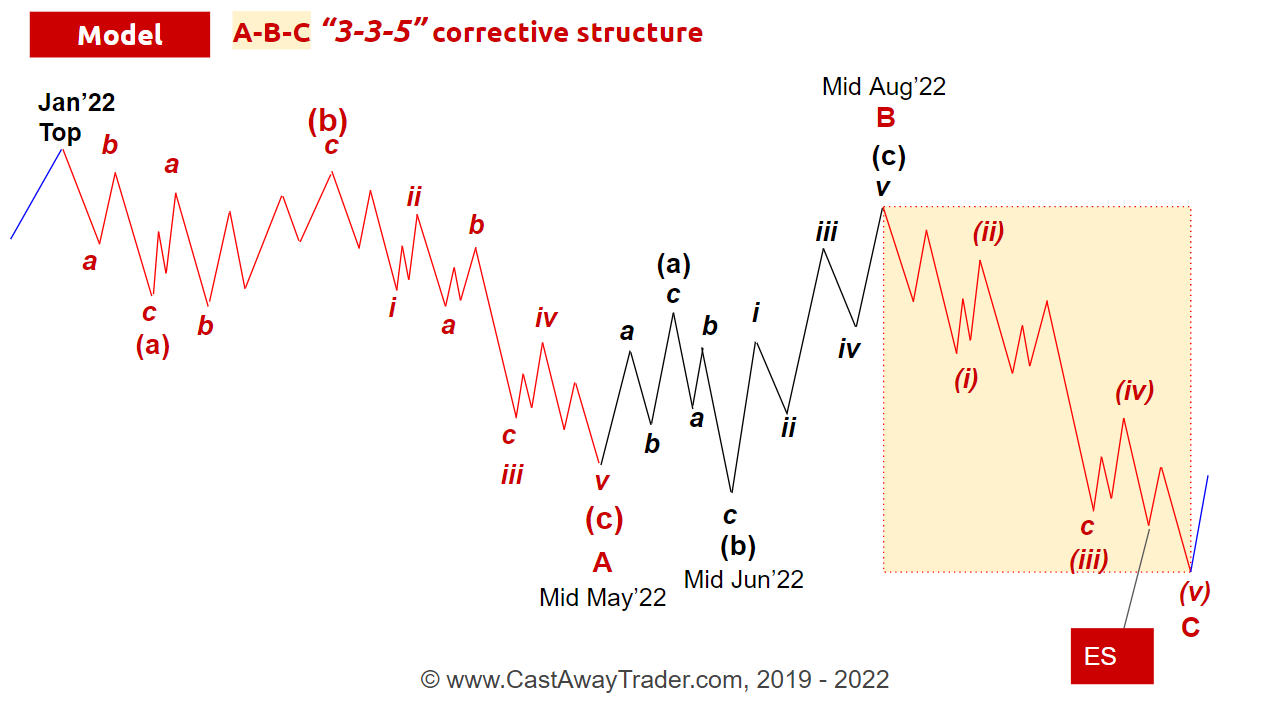 Model
A-B-C “3-3-5” corrective structure
Jan’22
Top
b
a
a
c
(a)
b
(b)
c
ii
i
b
a
iv
c
iii
v
(c)
A
Mid May’22
a
b
(a)
c
b
a
c
(b)
Mid Jun’22
i
ii
iii
iv
Mid Aug’22
B
(c)
v
(ii)
(i)
(iv)
c
(iii)
(v)
C
ES
© www.CastAwayTrader.com, 2019 - 2022